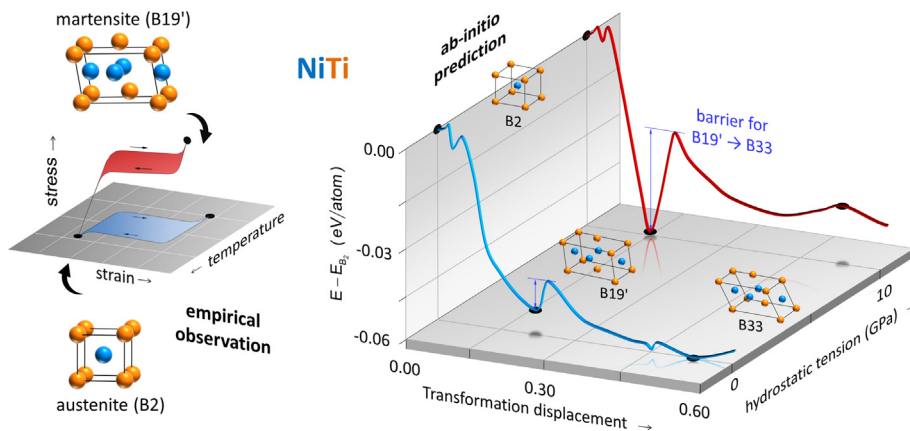 martensite (B19')
stress →
strain →
← temperature
empirical
observation
austenite (B2)
NiTi
ab-initio
prediction
B2
barrier for
B19' → B33
B19'
B33
E − E_B₂ (eV/atom)
0.00
-0.03
-0.06
0.00
0.30
0.60
Transformation displacement →
0
10
hydrostatic tension (GPa) →